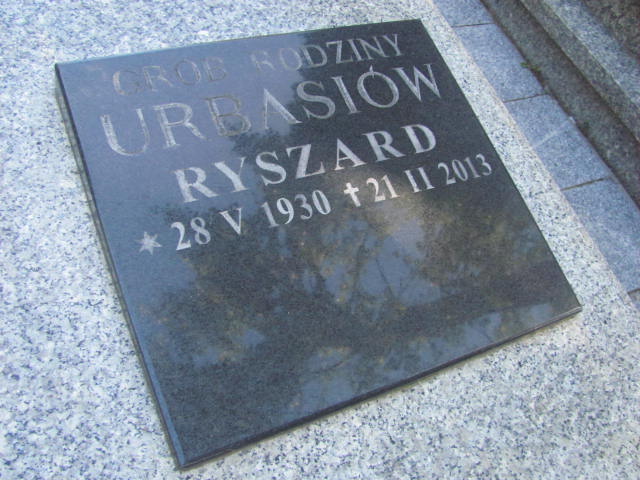 GRÓB RODZINY
URBASIÓW
RYSZARD
* 28 V 1930 ✝ 21 II 2013